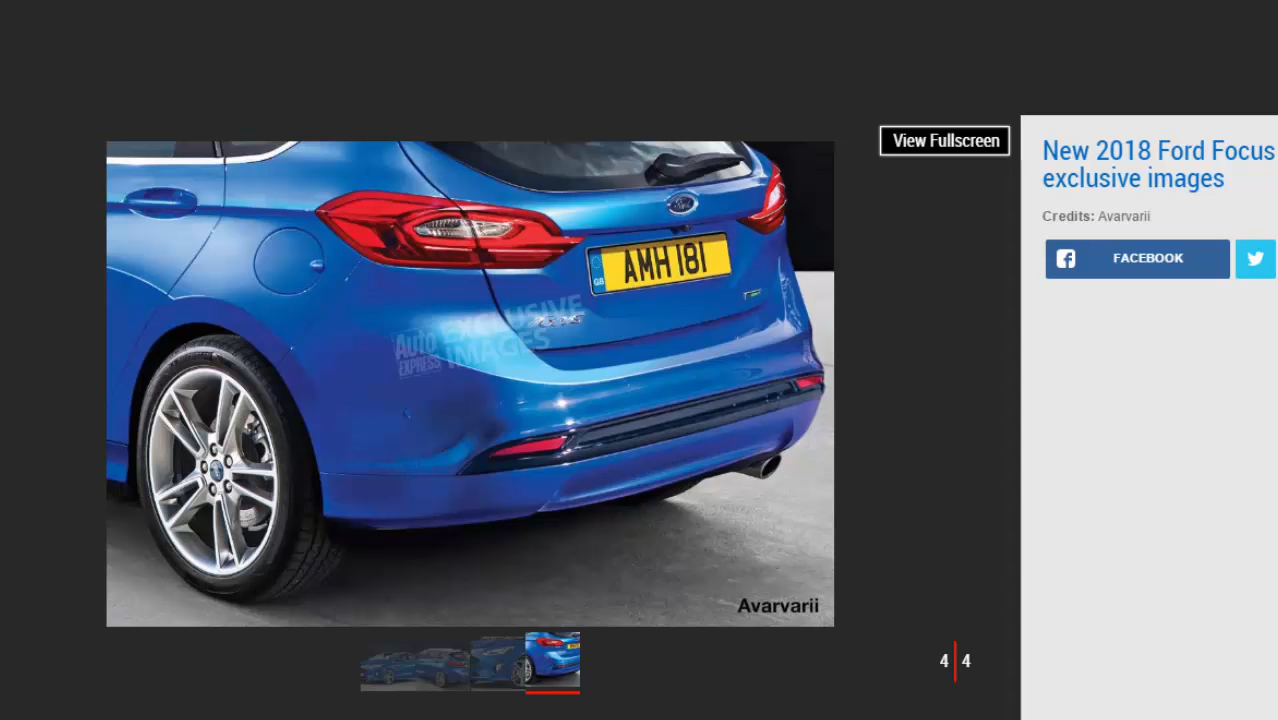 View Fullscreen
New 2018 Ford Focus
exclusive images
Credits: Avarvarii
FACEBOOK
Ford
AMH 181
GB
Auto EXPRESS
EXCLUSIVE
IMAGES
Avarvarii
4 4